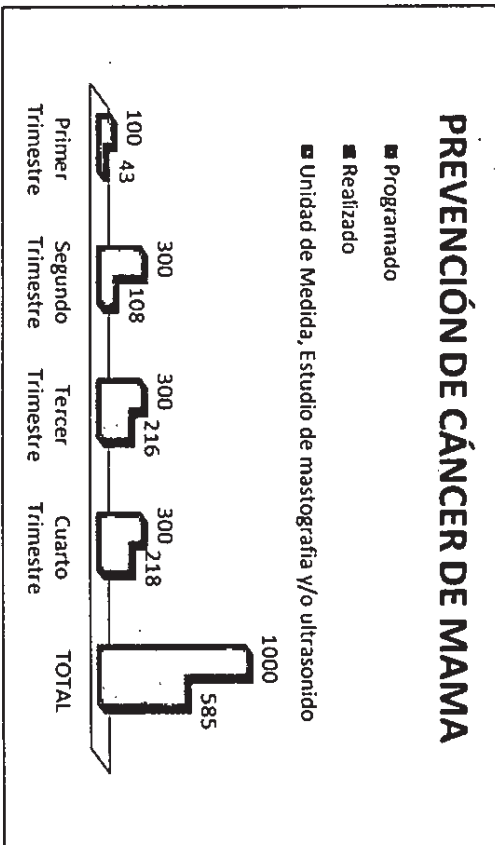 PREVENCIÓN DE CÁNCER DE MAMA
Programado
Realizado
Unidad de Medida, Estudio de mastografía y/o ultrasonido
100
43
300
108
300
216
300
218
1000
585
Primer Trimestre
Segundo Trimestre
Tercer Trimestre
Cuarto Trimestre
TOTAL